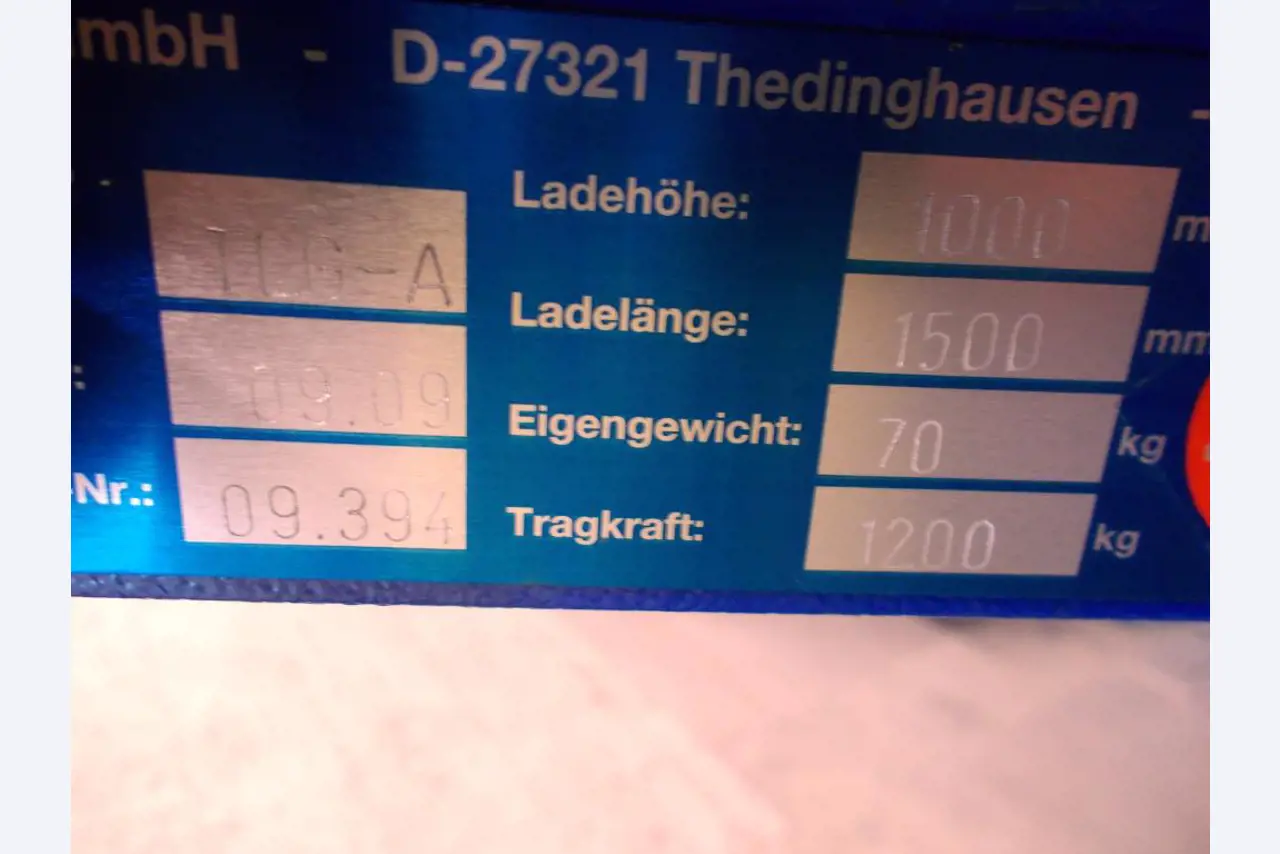 mbH - D-27321 Thedinghausen -
TCG-A Ladehöhe: 1000 m
09.09 Ladelänge: 1500 mm
Eigengewicht: 70 kg
-Nr.: 09.394 Tragkraft: 1200 kg